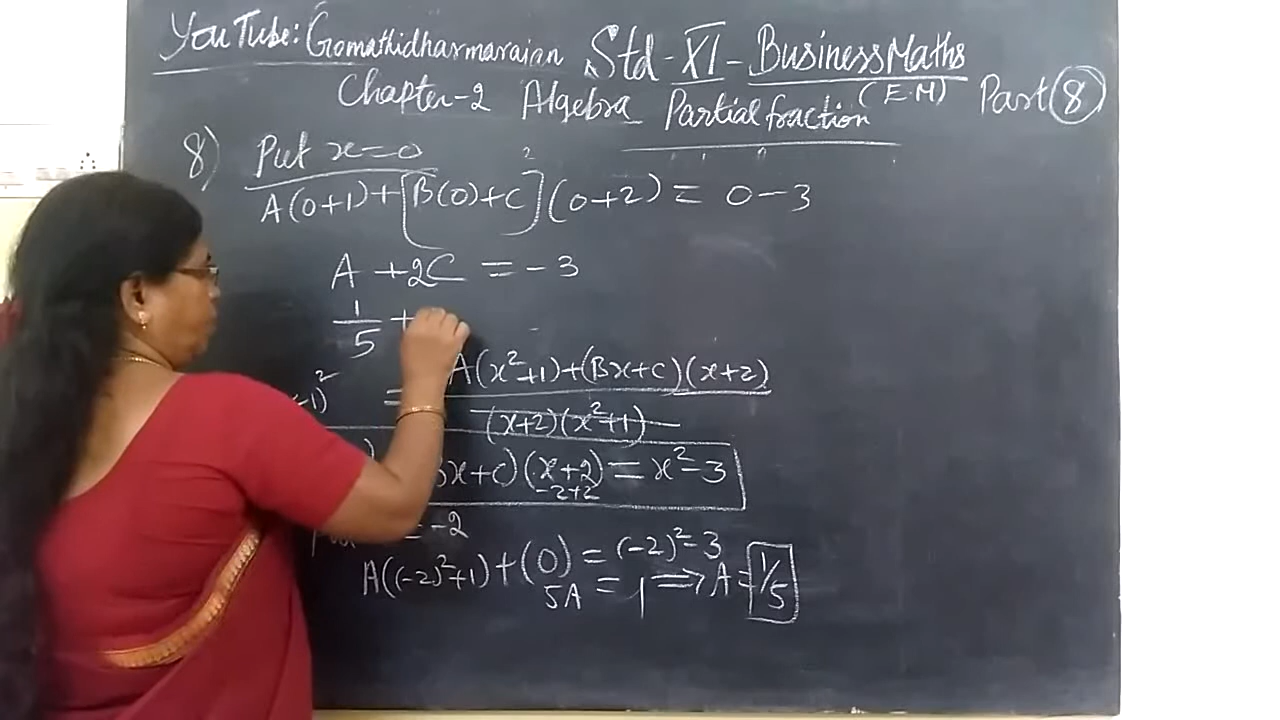 YouTube: Gomathidharmarajan Std-XI-Business Maths
Chapter-2 Algebra Partial fraction (E.M) Part 8
8) Put x=0
A(0+1)+[B(0)+C](0+2) = 0-3
A+2C = -3
1/5 +
-1)² = A(x²+1)+(Bx+C)(x+2)
(x+2)(x²+1)
x+C)(x+2) = x²-3
-2+2
= -2
A((-2)²+1)+(0) = (-2)²-3
5A = 1 ⟹ A = 1/5